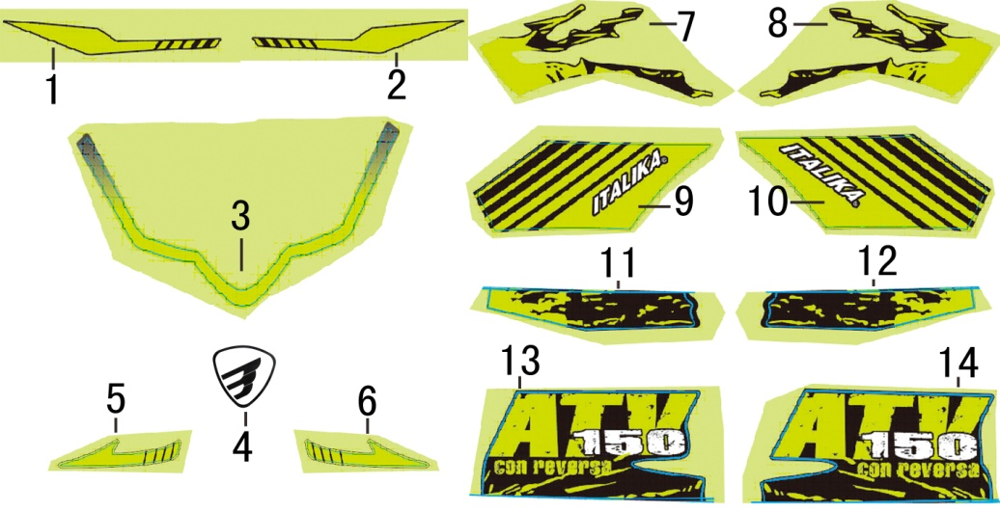 1
2
3
4
5
6
7
8
ITALIKA®
9
10
ITALIKA®
11
12
13
14
ATV
150
con reversa
ATV
150
con reversa